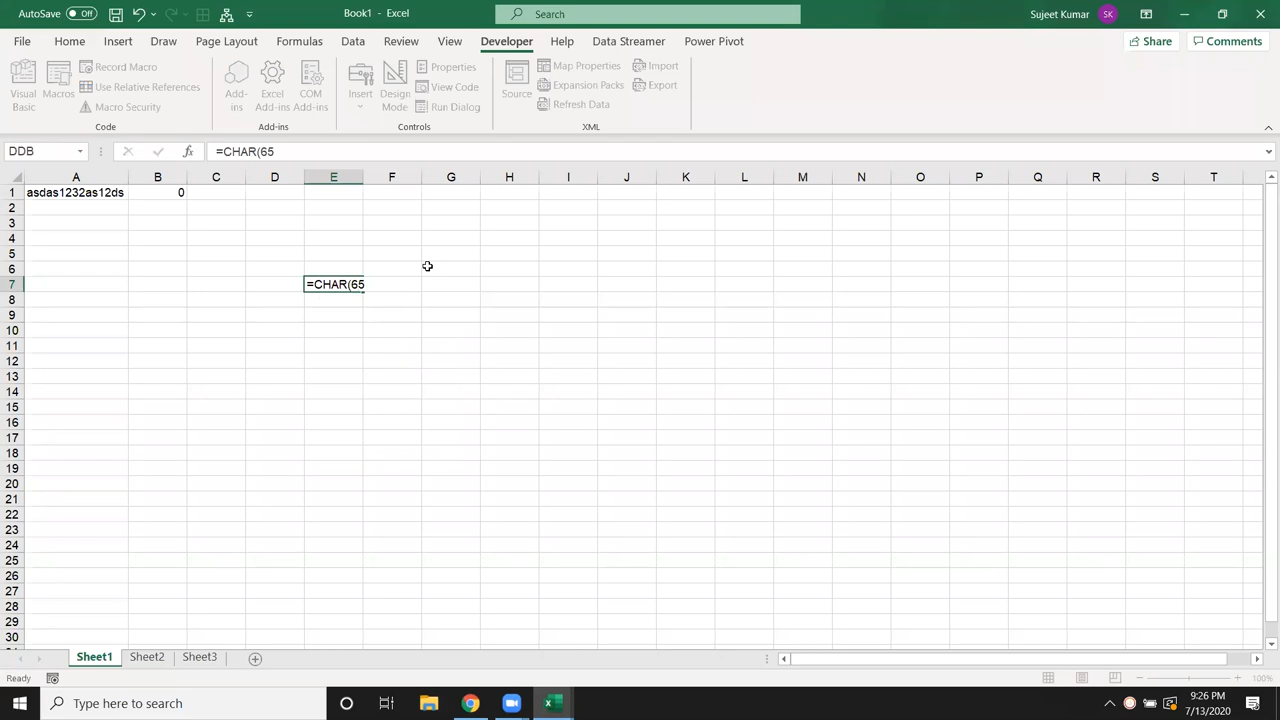 AutoSave Off Book1 - Excel Search Sujeet Kumar SK
File Home Insert Draw Page Layout Formulas Data Review View Developer Help Data Streamer Power Pivot Share Comments
Visual Basic Macros Record Macro Use Relative References Macro Security Add-ins Excel Add-ins COM Add-ins Insert Design Mode Properties View Code Run Dialog Source Map Properties Expansion Packs Refresh Data Import Export
Code Add-ins Controls XML
DDB fx =CHAR(65
A B C D E F G H I J K L M N O P Q R S T
1 asdas1232as12ds 0
2
3
4
5
6
7 =CHAR(65
8
9
10
11
12
13
14
15
16
17
18
19
20
21
22
23
24
25
26
27
28
29
30
Sheet1 Sheet2 Sheet3
Ready 100%
Type here to search 9:26 PM
7/13/2020